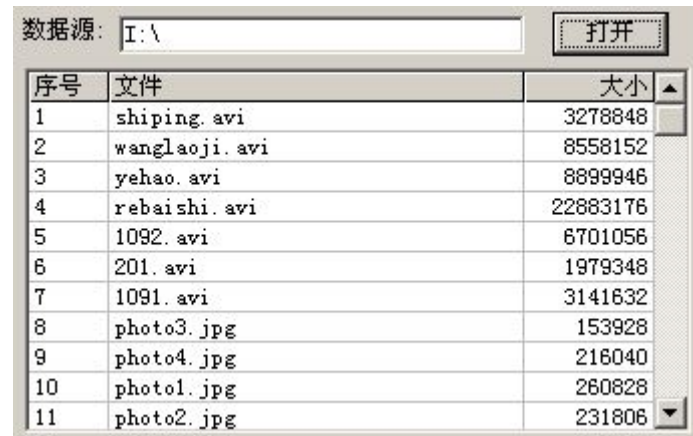 数据源: I:\ 打开
序号 文件 大小
1 shiping.avi 3278848
2 wanglaoji.avi 8558152
3 yehao.avi 8899946
4 rebaishi.avi 22883176
5 1092.avi 6701056
6 201.avi 1979348
7 1091.avi 3141632
8 photo3.jpg 153928
9 photo4.jpg 216040
10 photo1.jpg 260828
11 photo2.jpg 231806